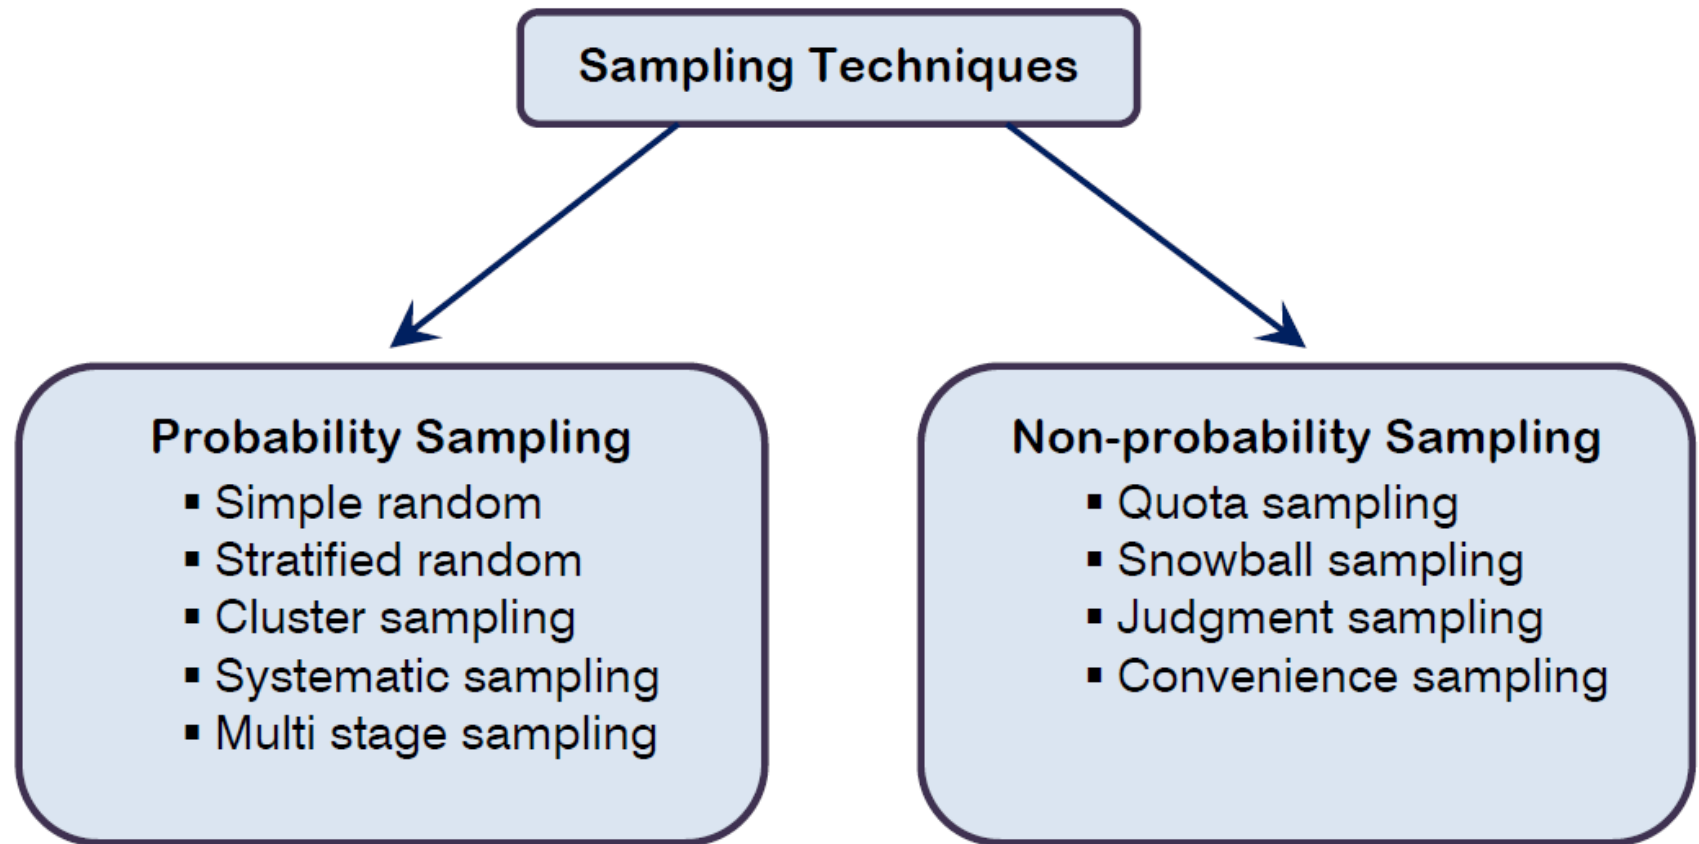 Sampling Techniques
Probability Sampling
▪ Simple random
▪ Stratified random
▪ Cluster sampling
▪ Systematic sampling
▪ Multi stage sampling
Non-probability Sampling
▪ Quota sampling
▪ Snowball sampling
▪ Judgment sampling
▪ Convenience sampling